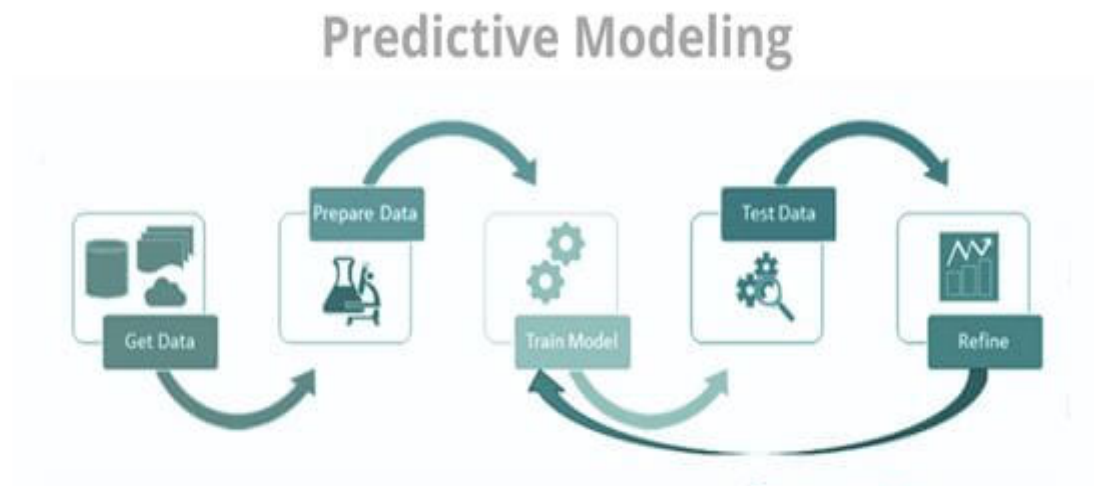 Predictive Modeling
Get Data
Prepare Data
Train Model
Test Data
Refine